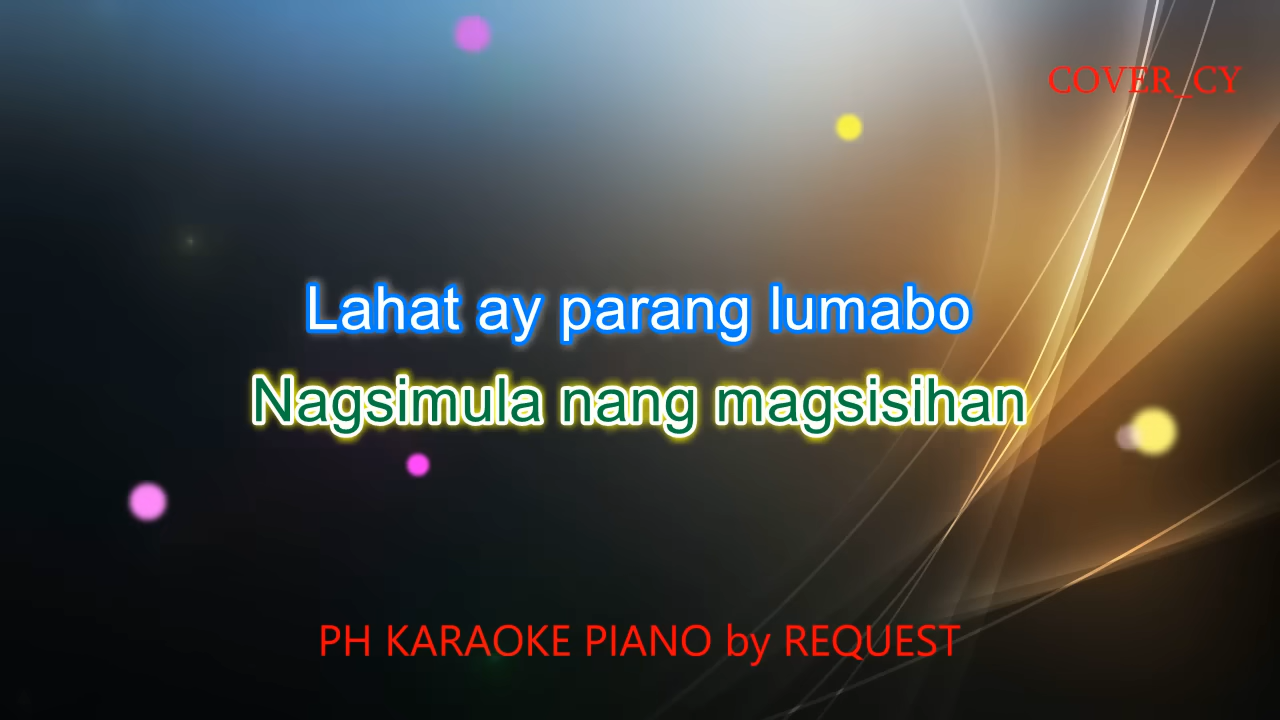 COVER_CY
Lahat ay parang lumabo
Nagsimula nang magsisihan
PH KARAOKE PIANO by REQUEST